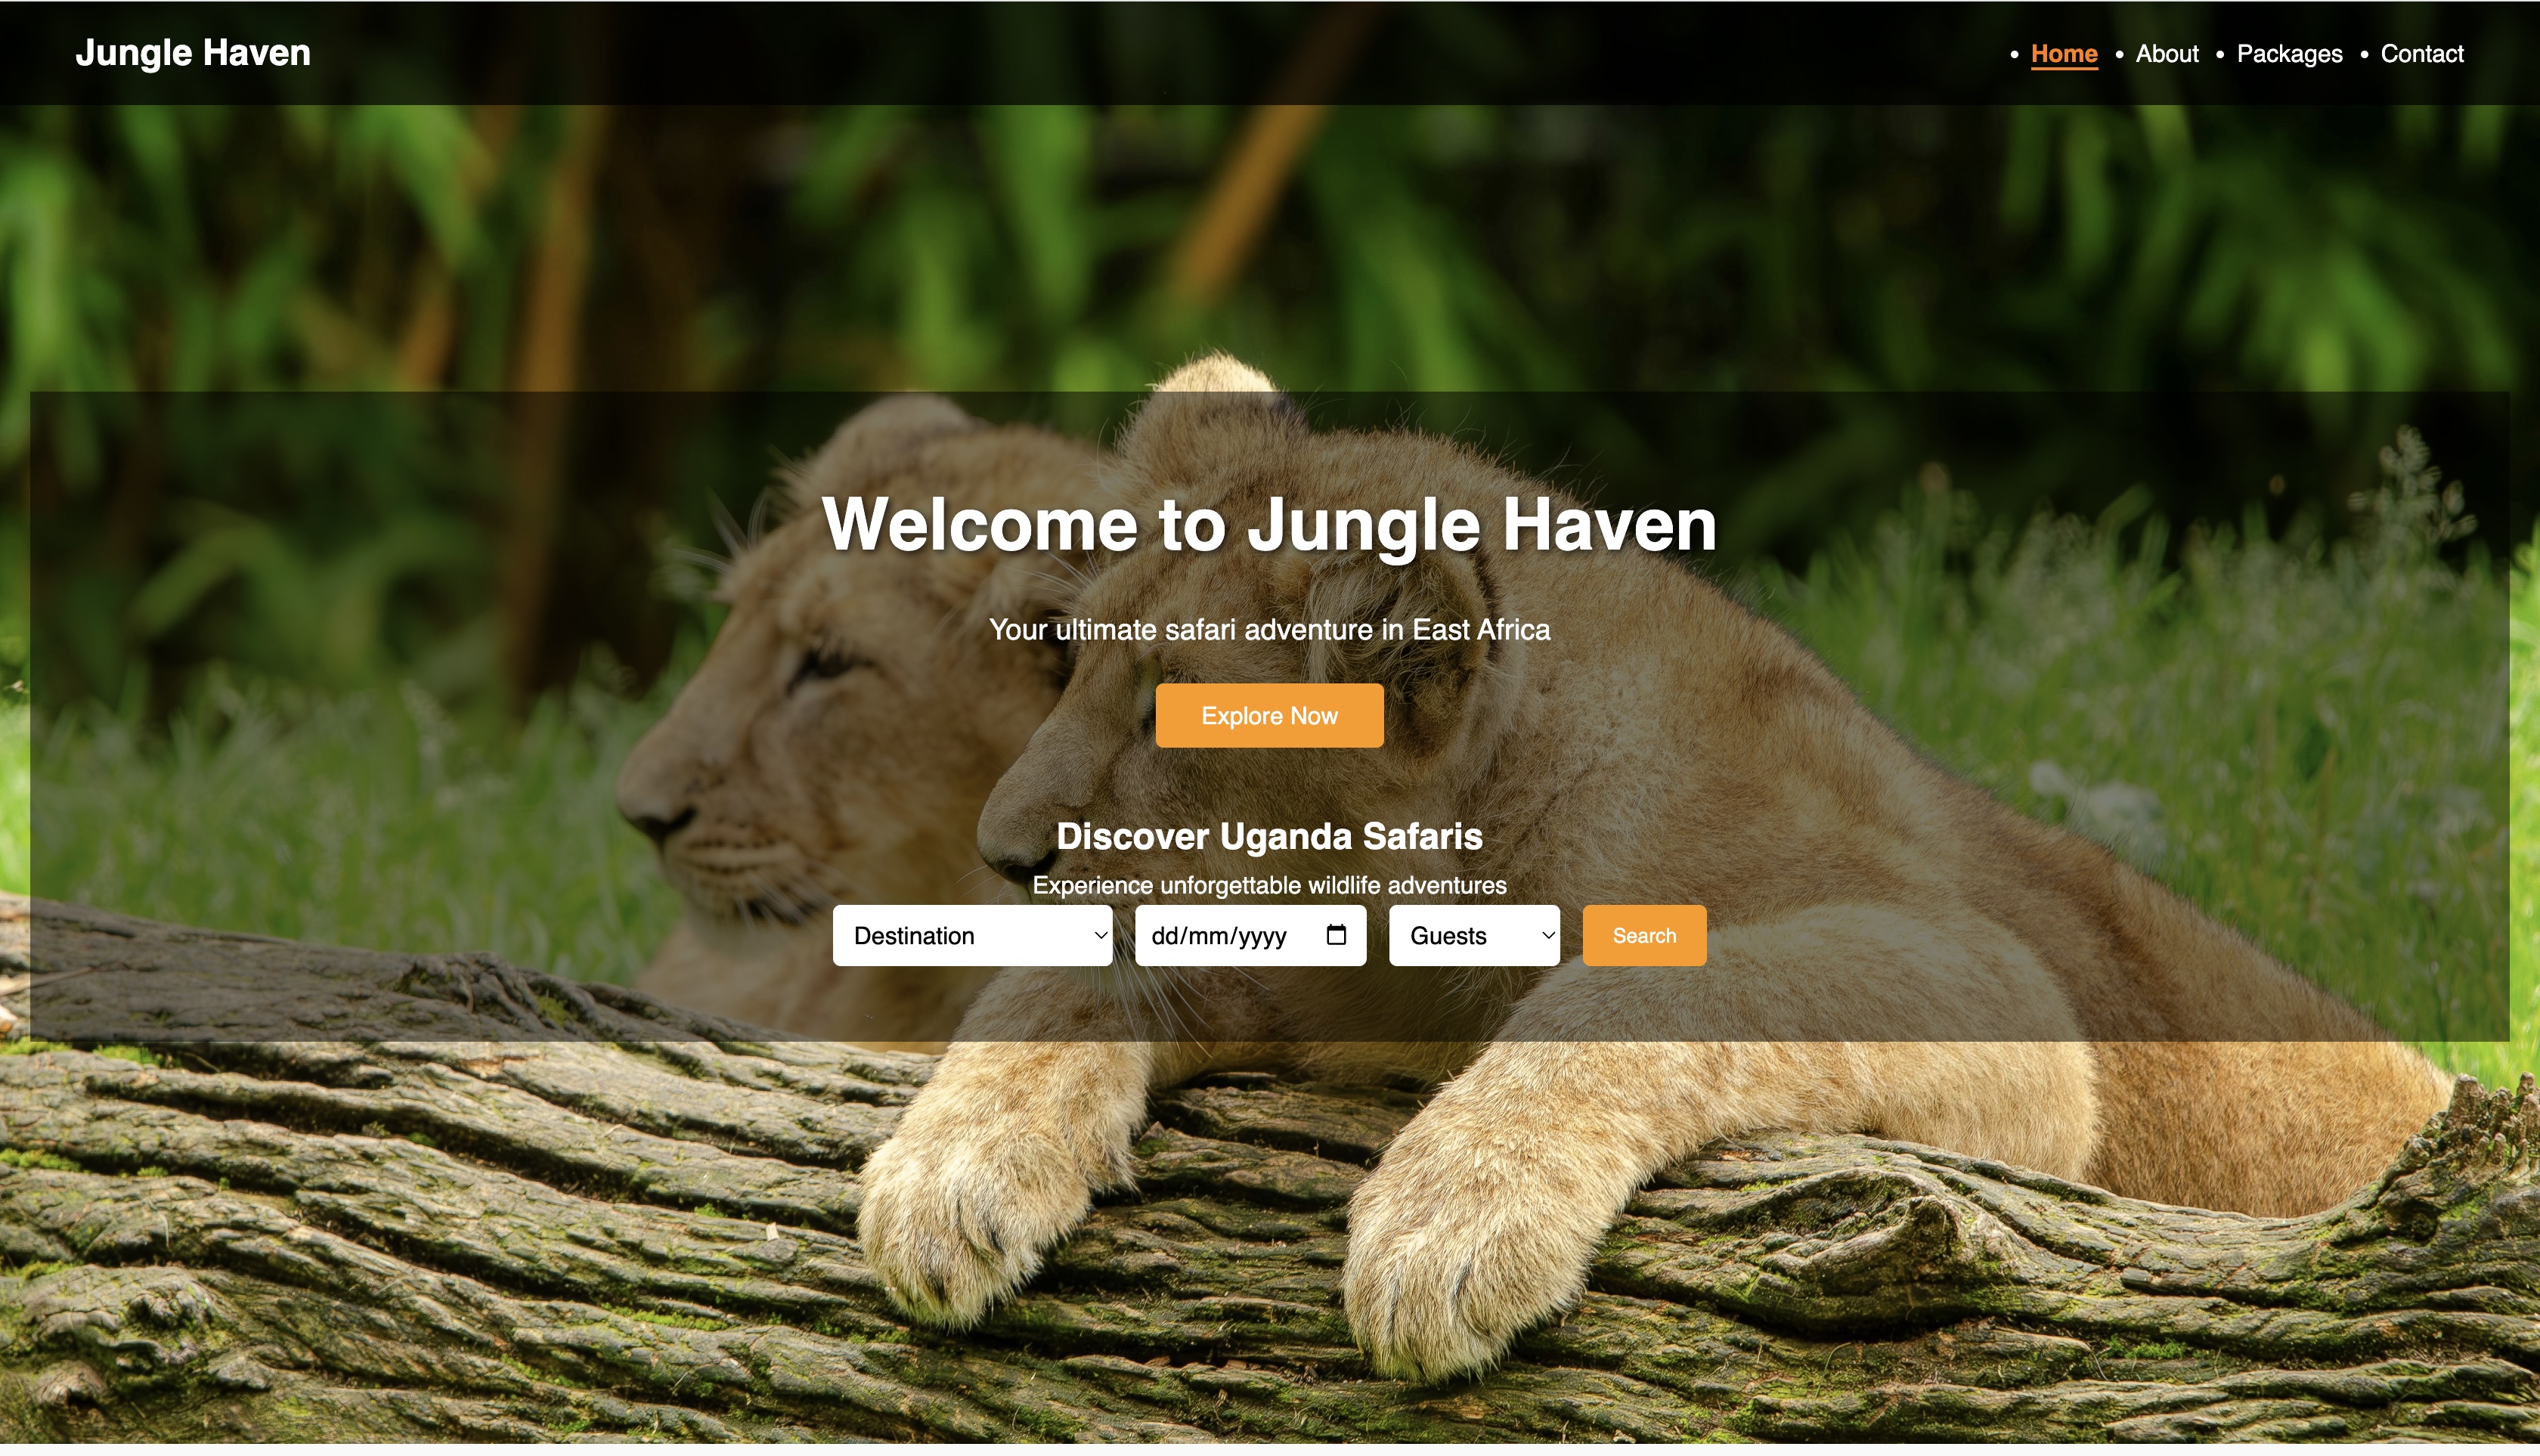 Jungle Haven
• Home • About • Packages • Contact
Welcome to Jungle Haven
Your ultimate safari adventure in East Africa
Explore Now
Discover Uganda Safaris
Experience unforgettable wildlife adventures
Destination dd/mm/yyyy Guests Search